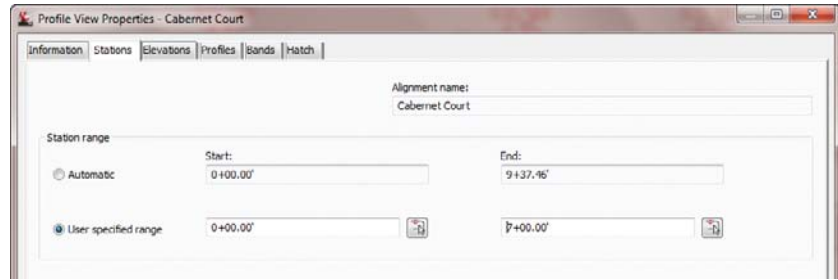 Profile View Properties - Cabernet Court
Information Stations Elevations Profiles Bands Hatch
Alignment name:
Cabernet Court
Station range
Start: End:
Automatic 0+00.00' 9+37.46'
User specified range 0+00.00' 7+00.00'